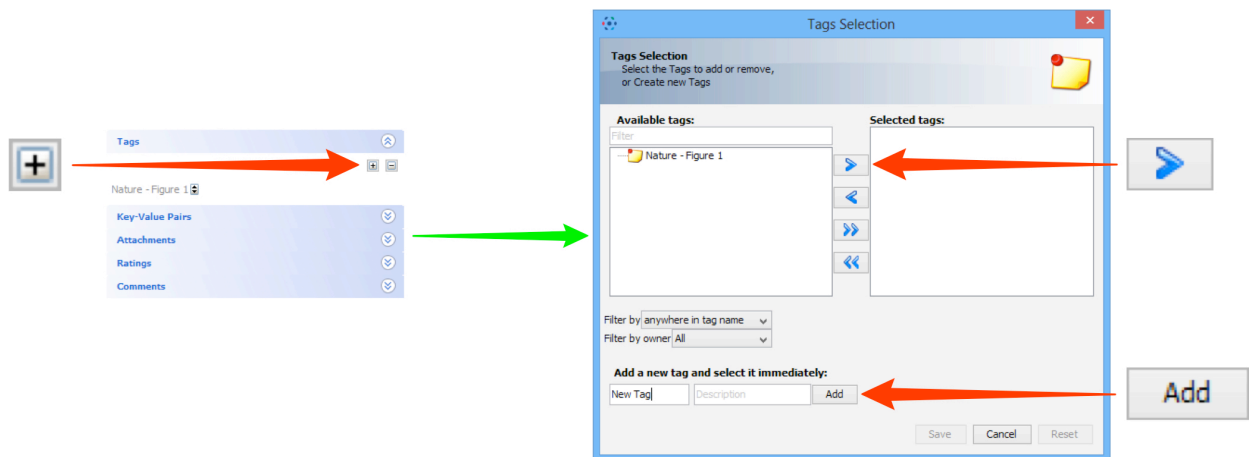 Tags
Nature - Figure 1
Key-Value Pairs
Attachments
Ratings
Comments
Tags Selection
Tags Selection
Select the Tags to add or remove,
or Create new Tags
Available tags:
Selected tags:
Filter
Nature - Figure 1
Filter by anywhere in tag name
Filter by owner All
Add a new tag and select it immediately:
New Tag
Description
Add
Save
Cancel
Reset
Add